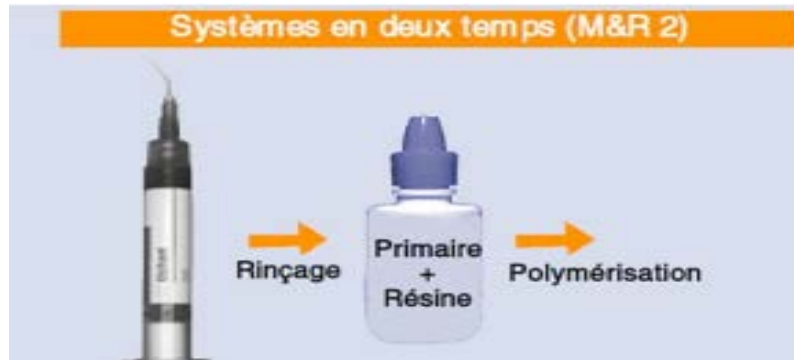 Systèmes en deux temps (M&R 2)
Rinçage
Primaire
+
Résine
Polymérisation